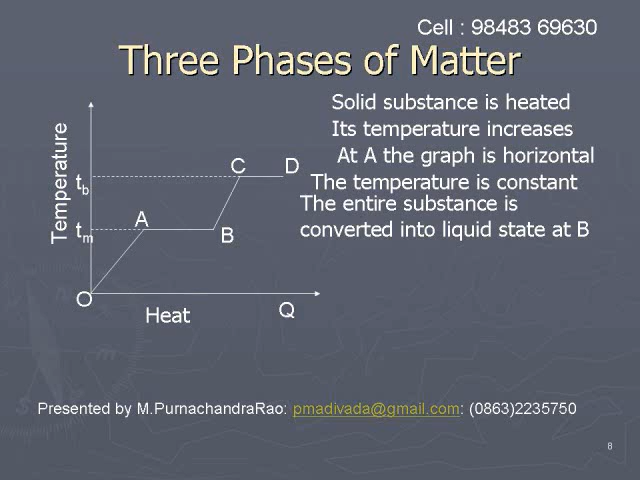 Cell : 98483 69630
Three Phases of Matter
Solid substance is heated
Its temperature increases
At A the graph is horizontal
The temperature is constant
The entire substance is
converted into liquid state at B
Temperature
tb
tm
C
D
A
B
O
Heat
Q
Presented by M.PurnachandraRao: pmadivada@gmail.com: (0863)2235750
8